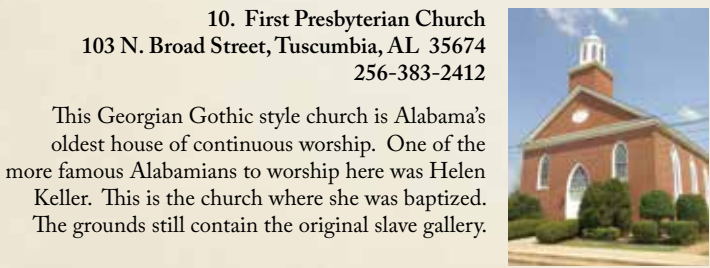 10. First Presbyterian Church
103 N. Broad Street, Tuscumbia, AL 35674
256-383-2412
This Georgian Gothic style church is Alabama's
oldest house of continuous worship. One of the
more famous Alabamians to worship here was Helen
Keller. This is the church where she was baptized.
The grounds still contain the original slave gallery.